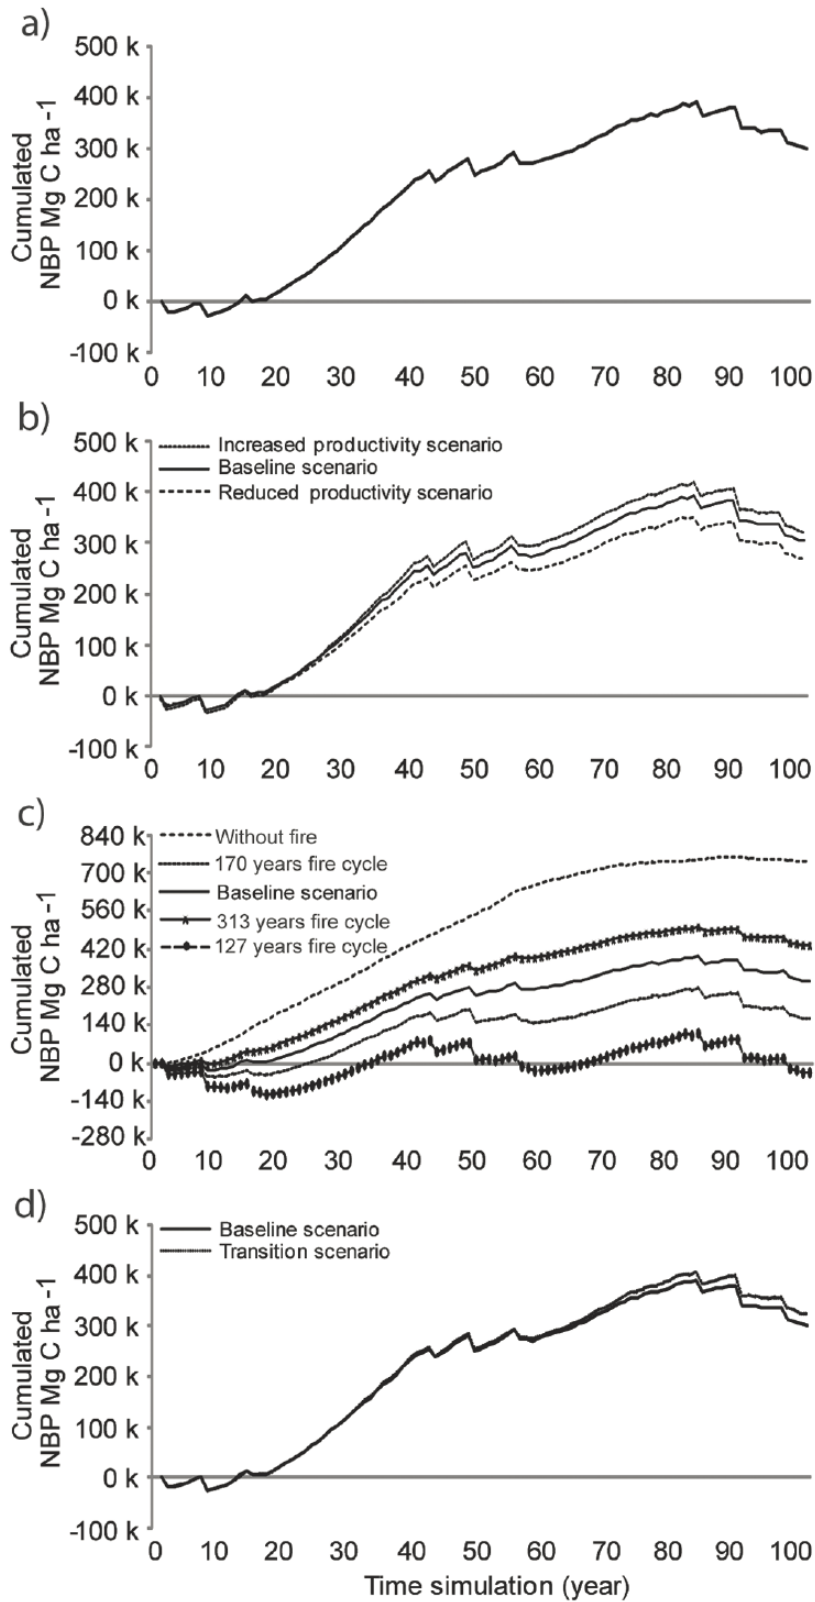 a)
Cumulated
NBP Mg C ha -1
500 k
400 k
300 k
200 k
100 k
0 k
-100 k
0 10 20 30 40 50 60 70 80 90 100
b)
Cumulated
NBP Mg C ha -1
500 k
400 k
300 k
200 k
100 k
0 k
-100 k
Increased productivity scenario
Baseline scenario
Reduced productivity scenario
0 10 20 30 40 50 60 70 80 90 100
c)
Cumulated
NBP Mg C ha -1
840 k
700 k
560 k
420 k
280 k
140 k
0 k
-140 k
-280 k
Without fire
170 years fire cycle
Baseline scenario
313 years fire cycle
127 years fire cycle
0 10 20 30 40 50 60 70 80 90 100
d)
Cumulated
NBP Mg C ha -1
500 k
400 k
300 k
200 k
100 k
0 k
-100 k
Baseline scenario
Transition scenario
0 10 20 30 40 50 60 70 80 90 100
Time simulation (year)